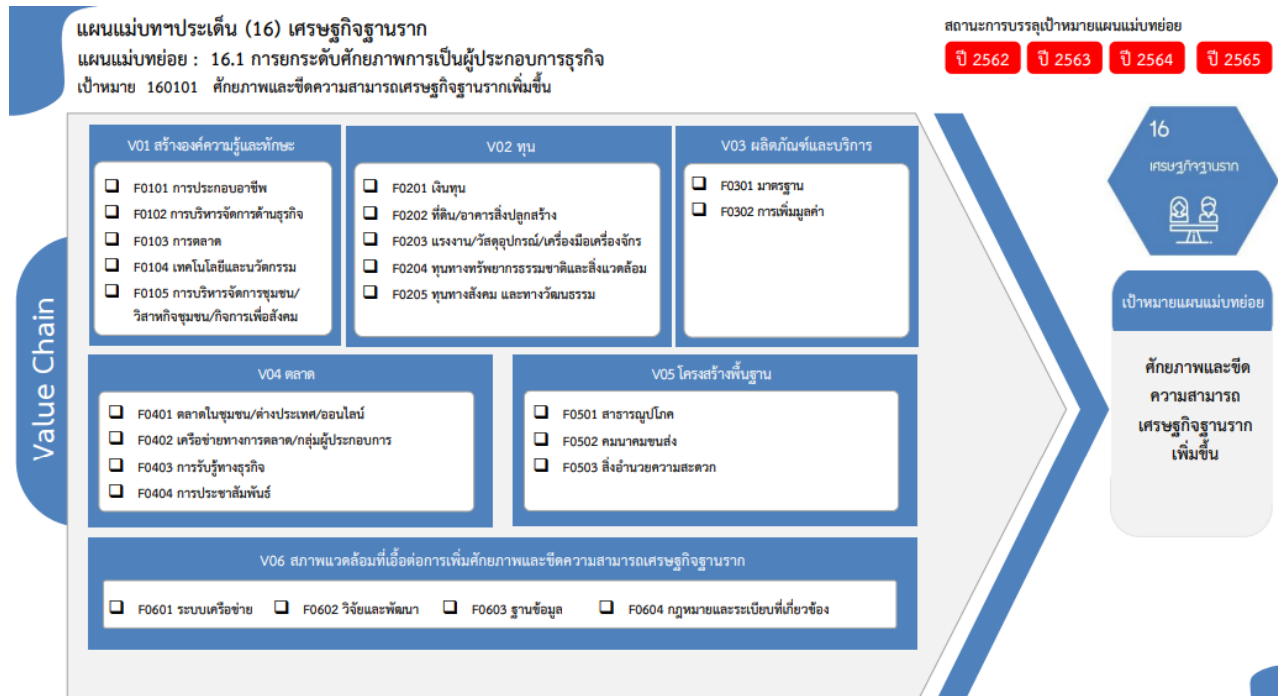 แผนแม่บทฯประเด็น (16) เศรษฐกิจฐานราก
แผนแม่บทย่อย : 16.1 การยกระดับศักยภาพการเป็นผู้ประกอบการธุรกิจ
เป้าหมาย 160101 ศักยภาพและขีดความสามารถเศรษฐกิจฐานรากเพิ่มขึ้น
สถานะการบรรลุเป้าหมายแผนแม่บทย่อย
ปี 2562 ปี 2563 ปี 2564 ปี 2565
Value Chain
V01 สร้างองค์ความรู้และทักษะ
F0101 การประกอบอาชีพ
F0102 การบริหารจัดการด้านธุรกิจ
F0103 การตลาด
F0104 เทคโนโลยีและนวัตกรรม
F0105 การบริหารจัดการชุมชน/
วิสาหกิจชุมชน/กิจการเพื่อสังคม
V02 ทุน
F0201 เงินทุน
F0202 ที่ดิน/อาคารสิ่งปลูกสร้าง
F0203 แรงงาน/วัสดุอุปกรณ์/เครื่องมือเครื่องจักร
F0204 ทุนทางทรัพยากรธรรมชาติและสิ่งแวดล้อม
F0205 ทุนทางสังคม และทางวัฒนธรรม
V03 ผลิตภัณฑ์และบริการ
F0301 มาตรฐาน
F0302 การเพิ่มมูลค่า
V04 ตลาด
F0401 ตลาดในชุมชน/ต่างประเทศ/ออนไลน์
F0402 เครือข่ายทางการตลาด/กลุ่มผู้ประกอบการ
F0403 การรับรู้ทางธุรกิจ
F0404 การประชาสัมพันธ์
V05 โครงสร้างพื้นฐาน
F0501 สาธารณูปโภค
F0502 คมนาคมขนส่ง
F0503 สิ่งอำนวยความสะดวก
V06 สภาพแวดล้อมที่เอื้อต่อการเพิ่มศักยภาพและขีดความสามารถเศรษฐกิจฐานราก
F0601 ระบบเครือข่าย F0602 วิจัยและพัฒนา F0603 ฐานข้อมูล F0604 กฎหมายและระเบียบที่เกี่ยวข้อง
16
เศรษฐกิจฐานราก
เป้าหมายแผนแม่บทย่อย
ศักยภาพและขีด
ความสามารถ
เศรษฐกิจฐานราก
เพิ่มขึ้น